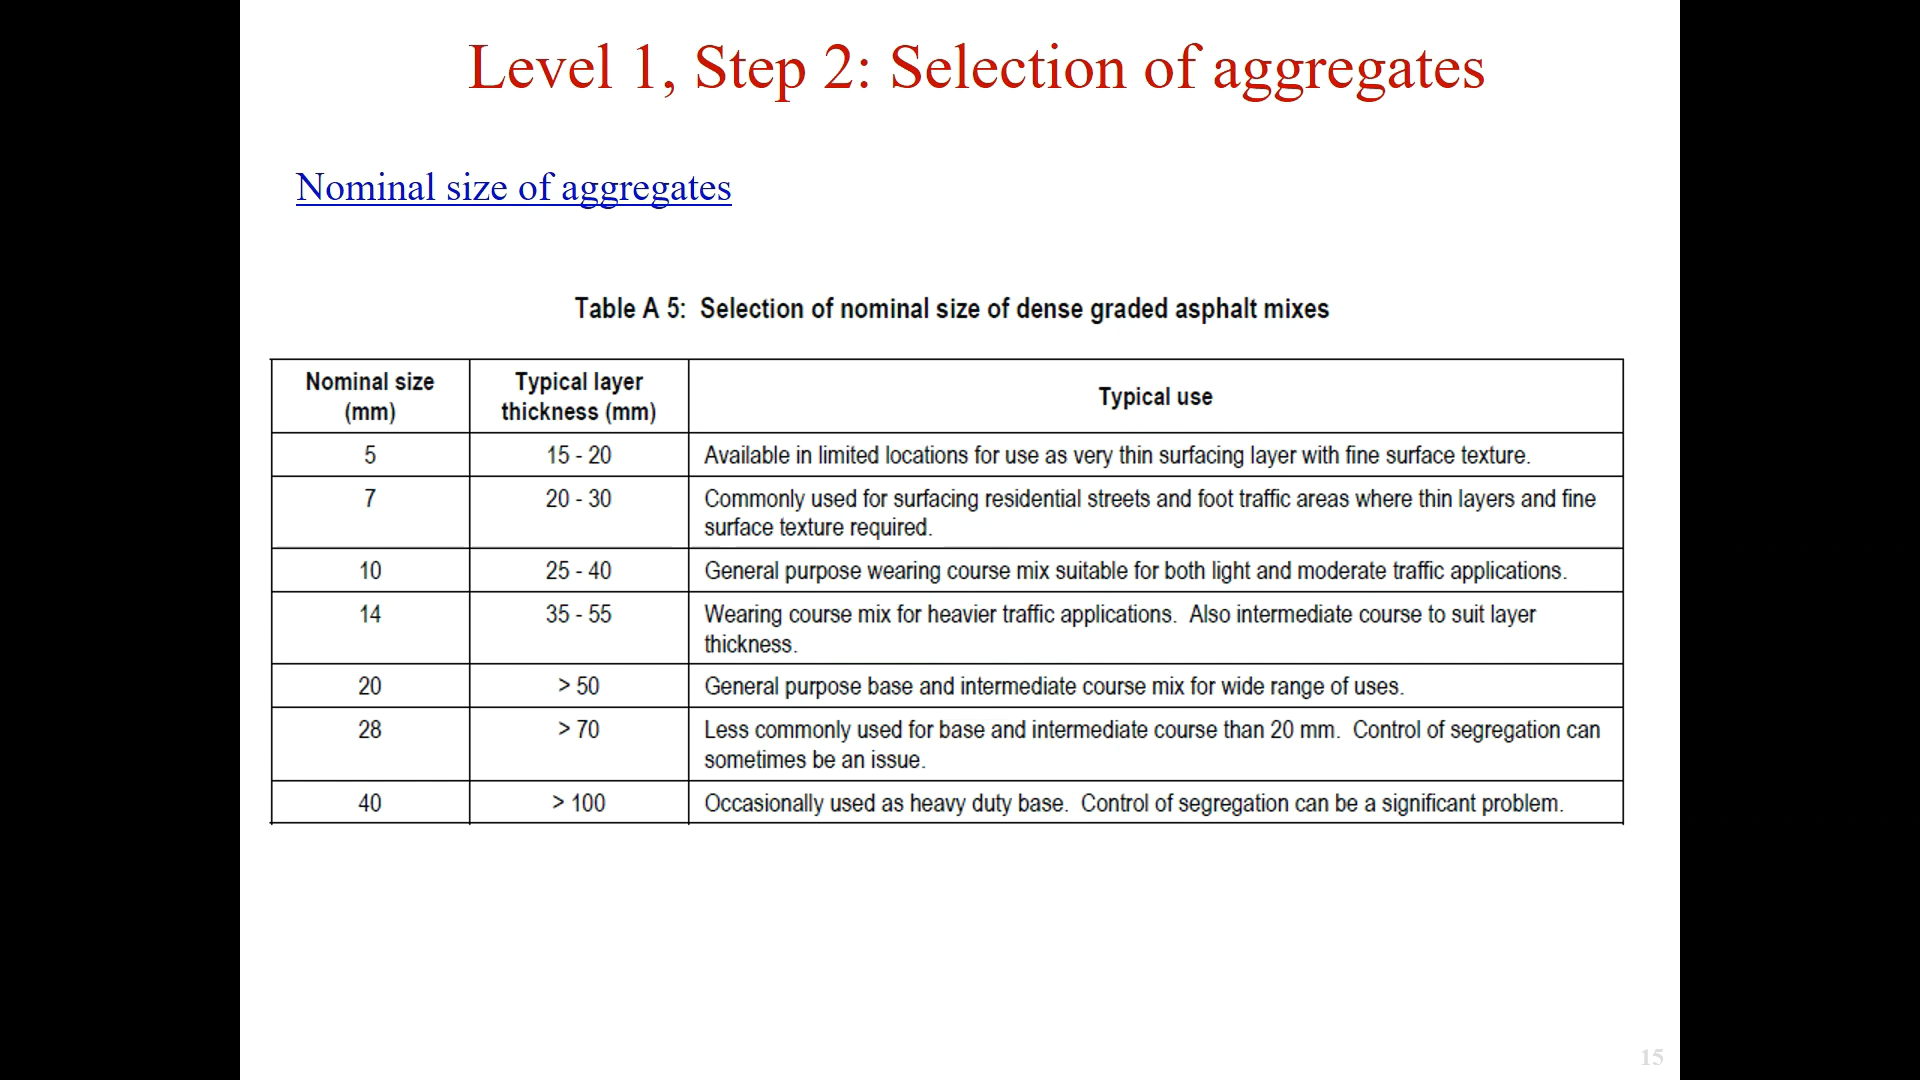 Level 1, Step 2: Selection of aggregates
Nominal size of aggregates
Table A 5: Selection of nominal size of dense graded asphalt mixes
Nominal size (mm) Typical layer thickness (mm) Typical use
5 15 - 20 Available in limited locations for use as very thin surfacing layer with fine surface texture.
7 20 - 30 Commonly used for surfacing residential streets and foot traffic areas where thin layers and fine
surface texture required.
10 25 - 40 General purpose wearing course mix suitable for both light and moderate traffic applications.
14 35 - 55 Wearing course mix for heavier traffic applications. Also intermediate course to suit layer
thickness.
20 > 50 General purpose base and intermediate course mix for wide range of uses.
28 > 70 Less commonly used for base and intermediate course than 20 mm. Control of segregation can
sometimes be an issue.
40 > 100 Occasionally used as heavy duty base. Control of segregation can be a significant problem.
15